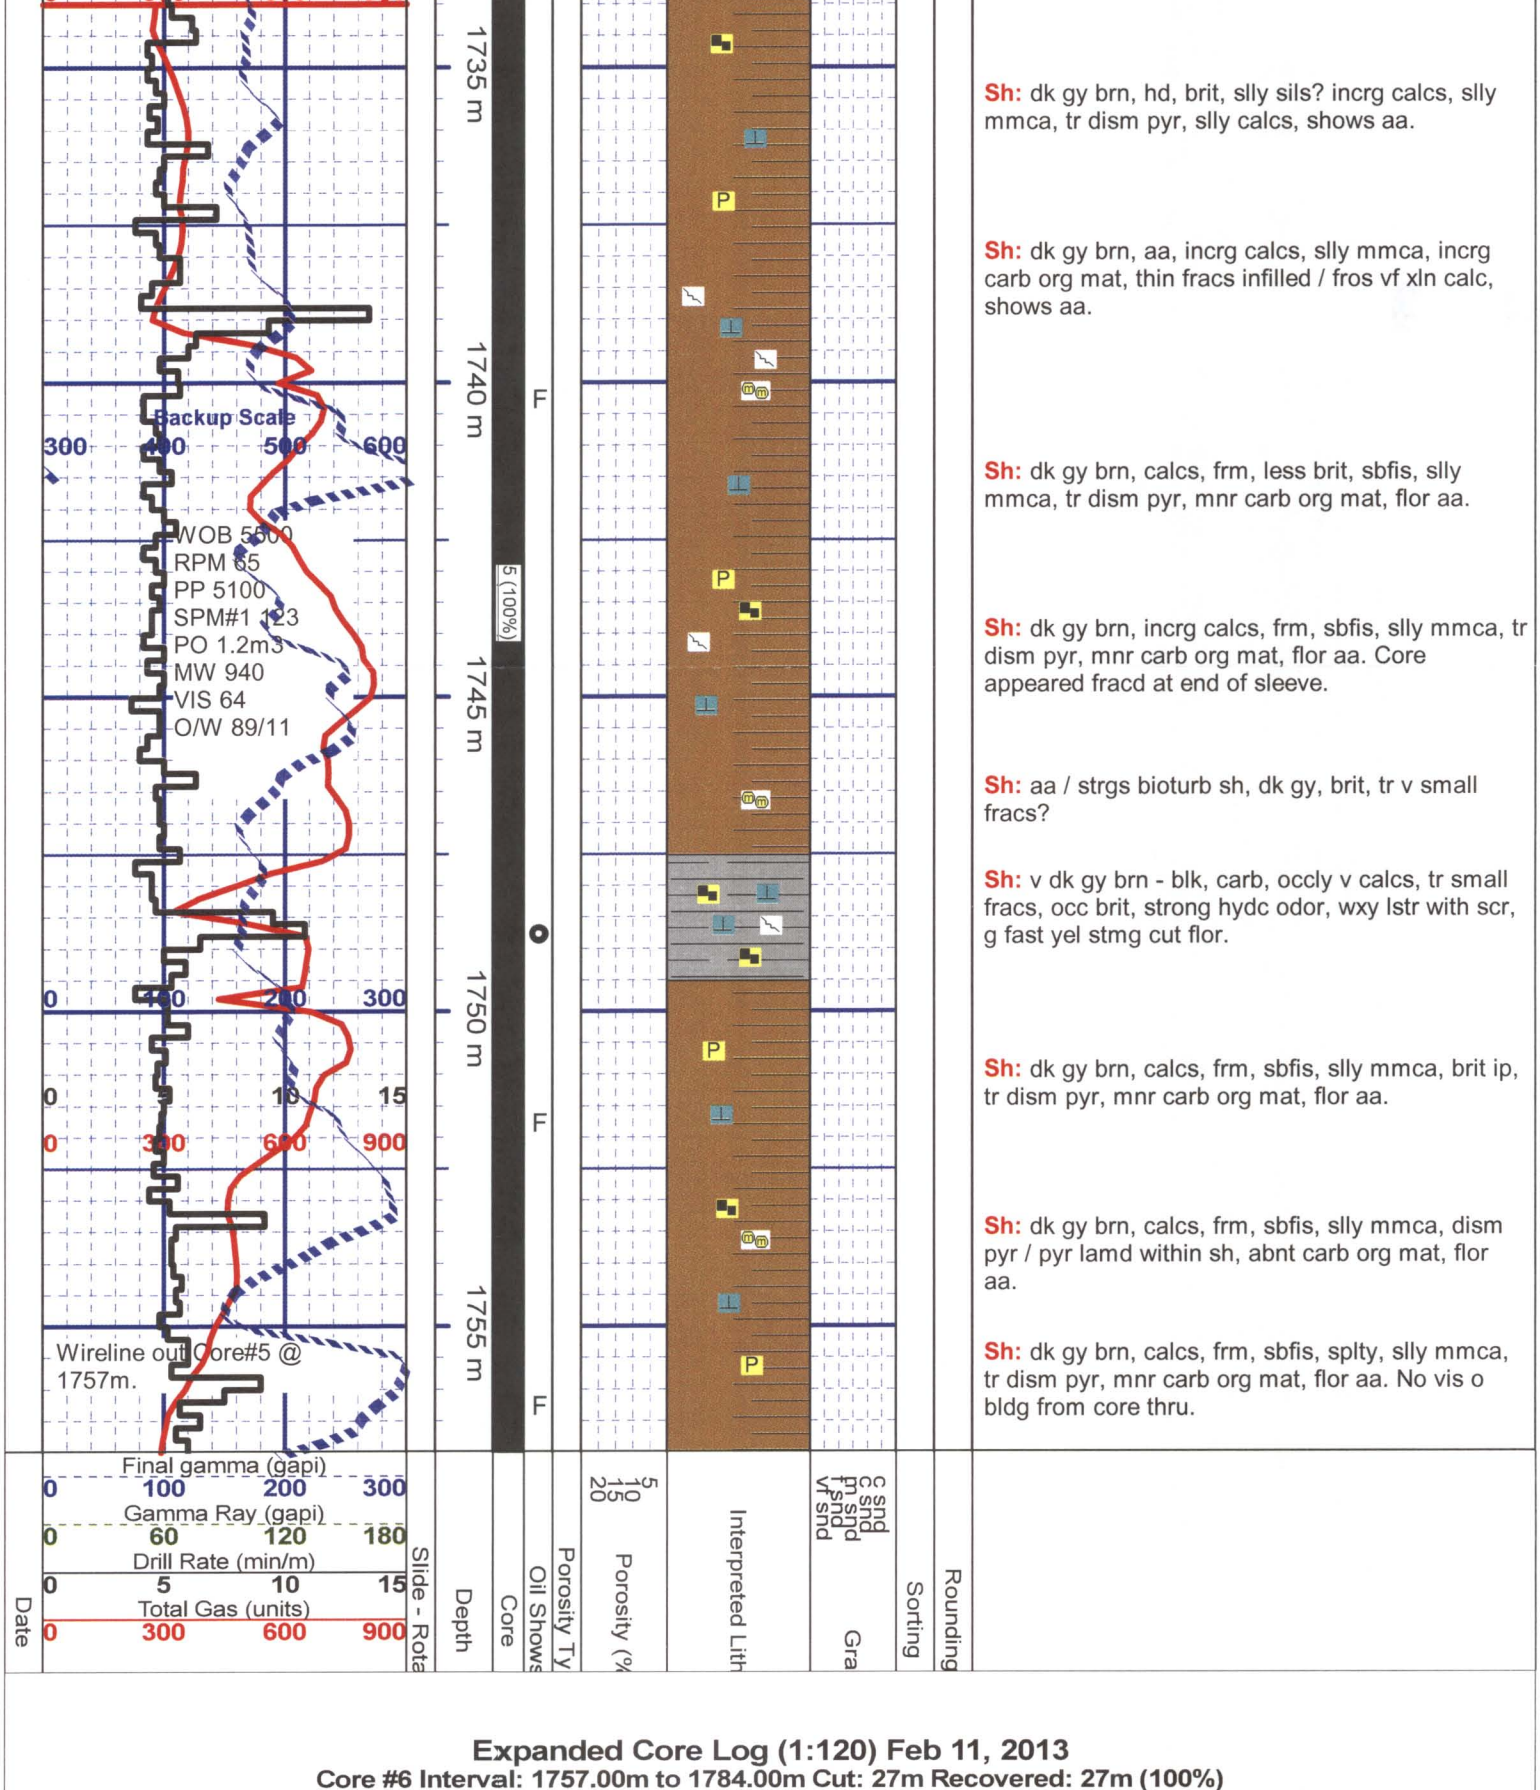 1735 m
Sh: dk gy brn, hd, brit, slly sils? incrg calcs, slly
mmca, tr dism pyr, slly calcs, shows aa.
P
Sh: dk gy brn, aa, incrg calcs, slly mmca, incrg
carb org mat, thin fracs infilled / fros vf xln calc,
shows aa.
1740 m
F
m m
Backup Scale
300 400 500 600
Sh: dk gy brn, calcs, frm, less brit, sbfis, slly
mmca, tr dism pyr, mnr carb org mat, flor aa.
WOB 5500
RPM 65
PP 5100
SPM#1 123
PO 1.2m3
MW 940
VIS 64
O/W 89/11
5 (100%)
P
Sh: dk gy brn, incrg calcs, frm, sbfis, slly mmca, tr
dism pyr, mnr carb org mat, flor aa. Core
appeared fracd at end of sleeve.
1745 m
Sh: aa / strgs bioturb sh, dk gy, brit, tr v small
fracs?
m m
Sh: v dk gy brn - blk, carb, occly v calcs, tr small
fracs, occ brit, strong hydc odor, wxy lstr with scr,
g fast yel stmg cut flor.
0 100 200 300
1750 m
P
Sh: dk gy brn, calcs, frm, sbfis, slly mmca, brit ip,
tr dism pyr, mnr carb org mat, flor aa.
0 5 10 15
F
0 300 600 900
Sh: dk gy brn, calcs, frm, sbfis, slly mmca, dism
pyr / pyr lamd within sh, abnt carb org mat, flor
aa.
m m
1755 m
Wireline out Core#5 @
1757m.
P
Sh: dk gy brn, calcs, frm, sbfis, splty, slly mmca,
tr dism pyr, mnr carb org mat, flor aa. No vis o
bldg from core thru.
F
Final gamma (gapi)
0 100 200 300
Gamma Ray (gapi)
0 60 120 180
Drill Rate (min/m)
0 5 10 15
Total Gas (units)
0 300 600 900
Date
Slide - Rota
Depth
Core
Oil Shows
Porosity Ty
Porosity (%
5
10
15
20
Interpreted Lith
c snd
c snd
m snd
f snd
vf snd
Gra
Sorting
Rounding
Expanded Core Log (1:120) Feb 11, 2013
Core #6 Interval: 1757.00m to 1784.00m Cut: 27m Recovered: 27m (100%)